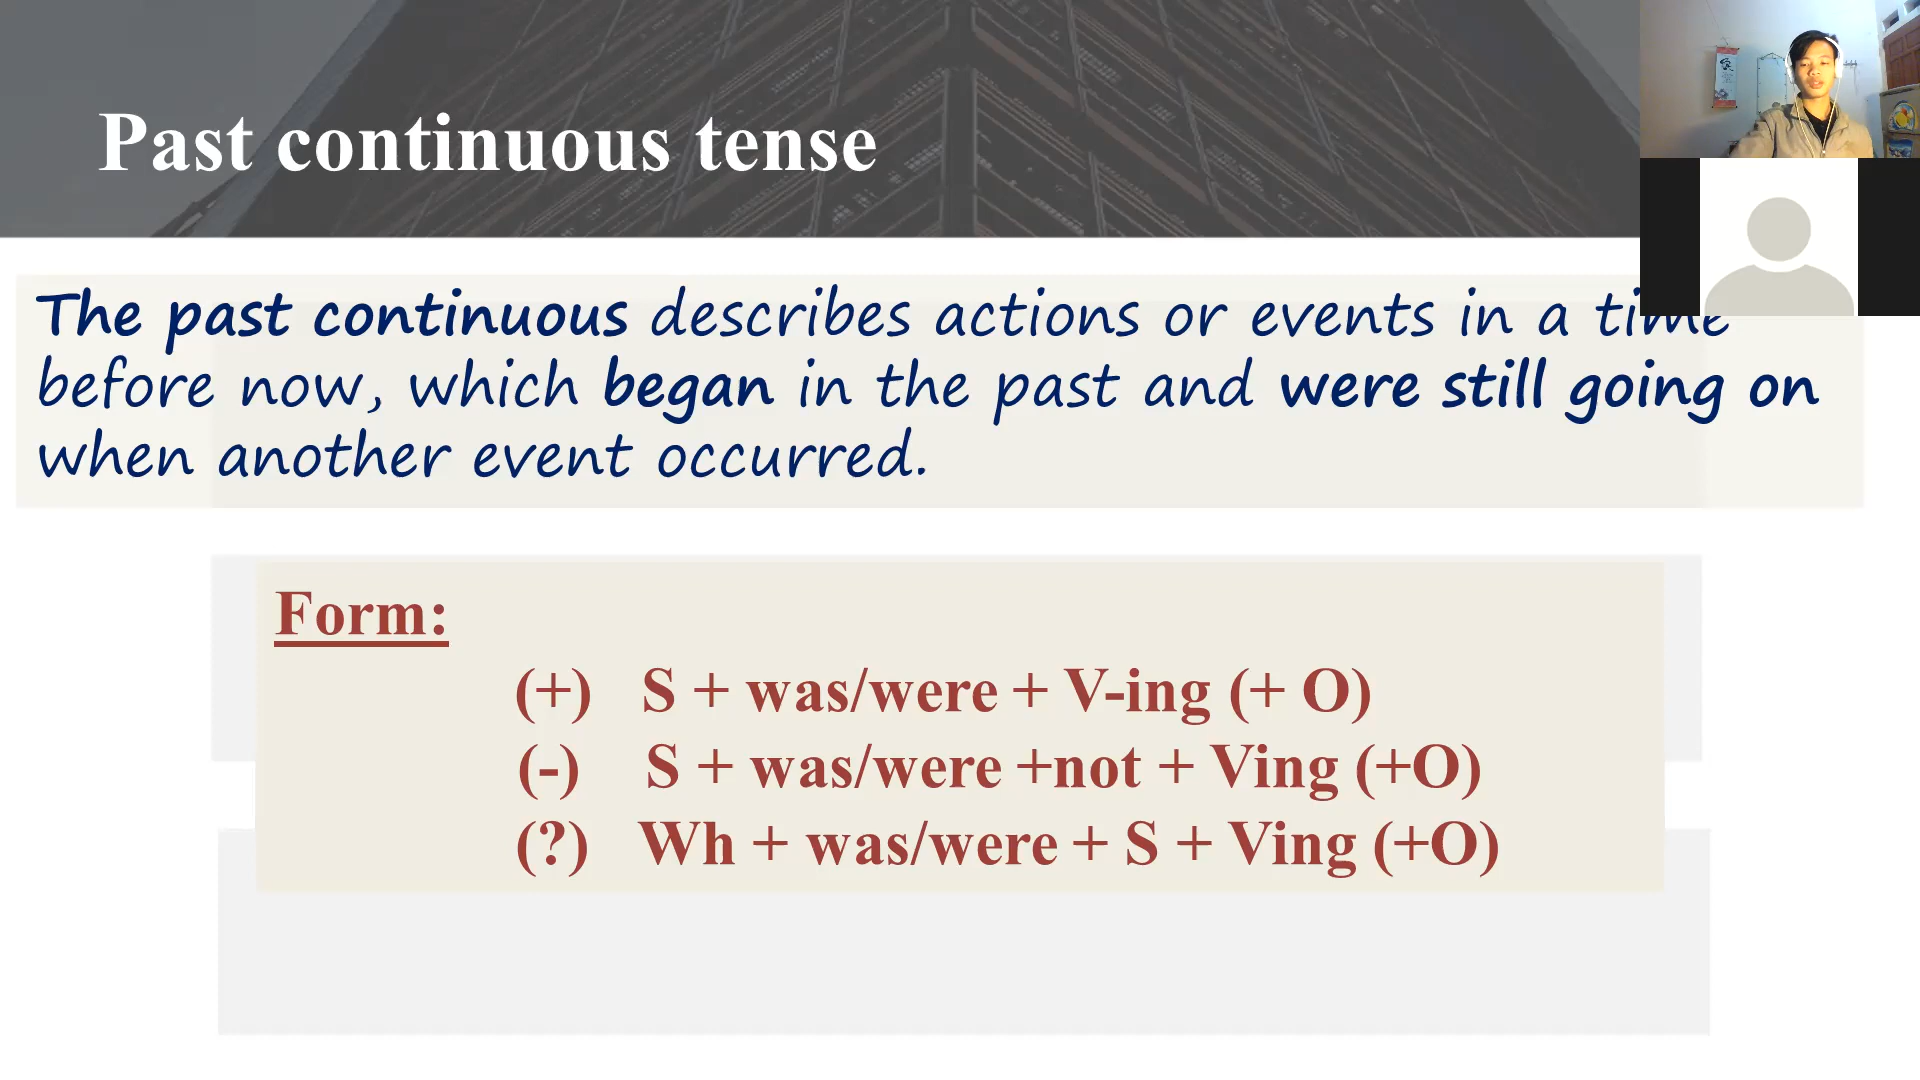 Past continuous tense
The past continuous describes actions or events in a time
before now, which began in the past and were still going on
when another event occurred.
Form:
(+) S + was/were + V-ing (+ O)
(-) S + was/were +not + Ving (+O)
(?) Wh + was/were + S + Ving (+O)